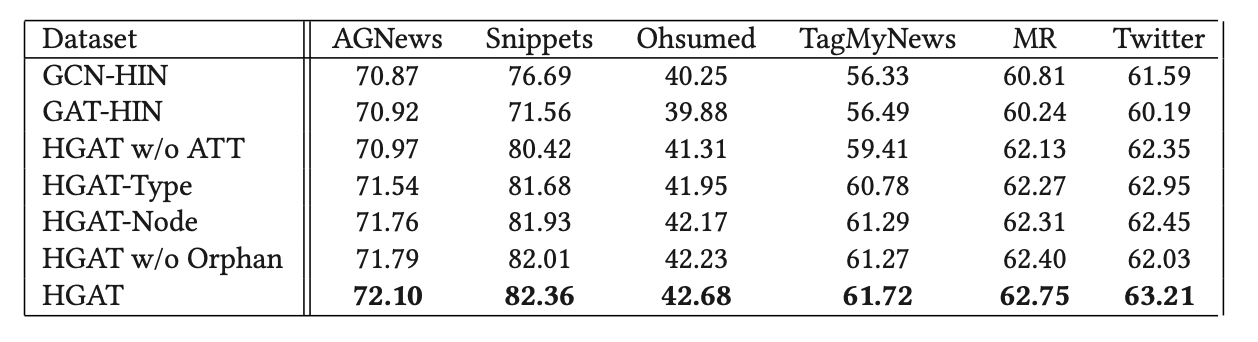 Dataset AGNews Snippets Ohsumed TagMyNews MR Twitter
GCN-HIN 70.87 76.69 40.25 56.33 60.81 61.59
GAT-HIN 70.92 71.56 39.88 56.49 60.24 60.19
HGAT w/o ATT 70.97 80.42 41.31 59.41 62.13 62.35
HGAT-Type 71.54 81.68 41.95 60.78 62.27 62.95
HGAT-Node 71.76 81.93 42.17 61.29 62.31 62.45
HGAT w/o Orphan 71.79 82.01 42.23 61.27 62.40 62.03
HGAT 72.10 82.36 42.68 61.72 62.75 63.21